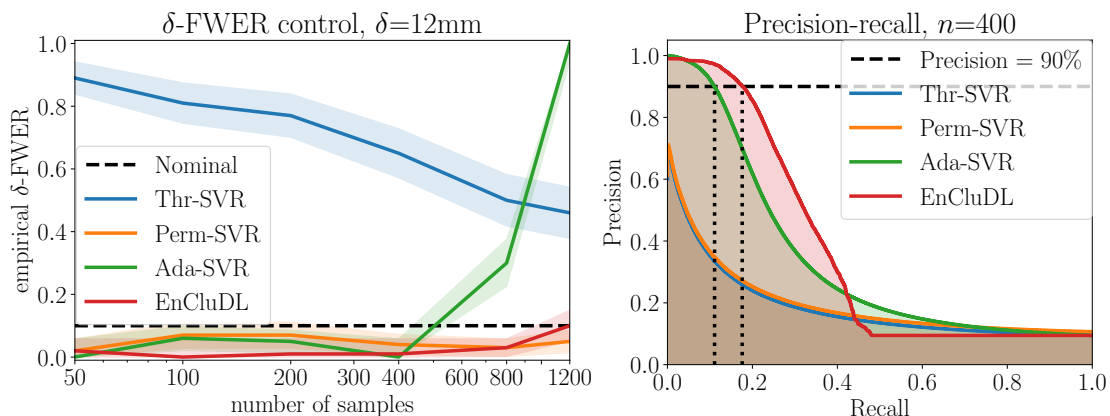 δ-FWER control, δ=12mm
empirical δ-FWER
1.0
0.8
0.6
0.4
0.2
0.0
Nominal
Thr-SVR
Perm-SVR
Ada-SVR
EnCluDL
50 100 200 300 400 600 800 1200
number of samples
Precision-recall, n=400
Precision
1.0
0.8
0.6
0.4
0.2
0.0
Precision = 90%
Thr-SVR
Perm-SVR
Ada-SVR
EnCluDL
0.0 0.2 0.4 0.6 0.8 1.0
Recall